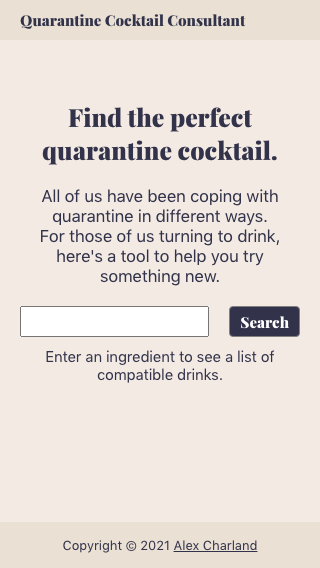 Quarantine Cocktail Consultant
Find the perfect
quarantine cocktail.
All of us have been coping with
quarantine in different ways.
For those of us turning to drink,
here's a tool to help you try
something new.
Search
Enter an ingredient to see a list of
compatible drinks.
Copyright © 2021 Alex Charland